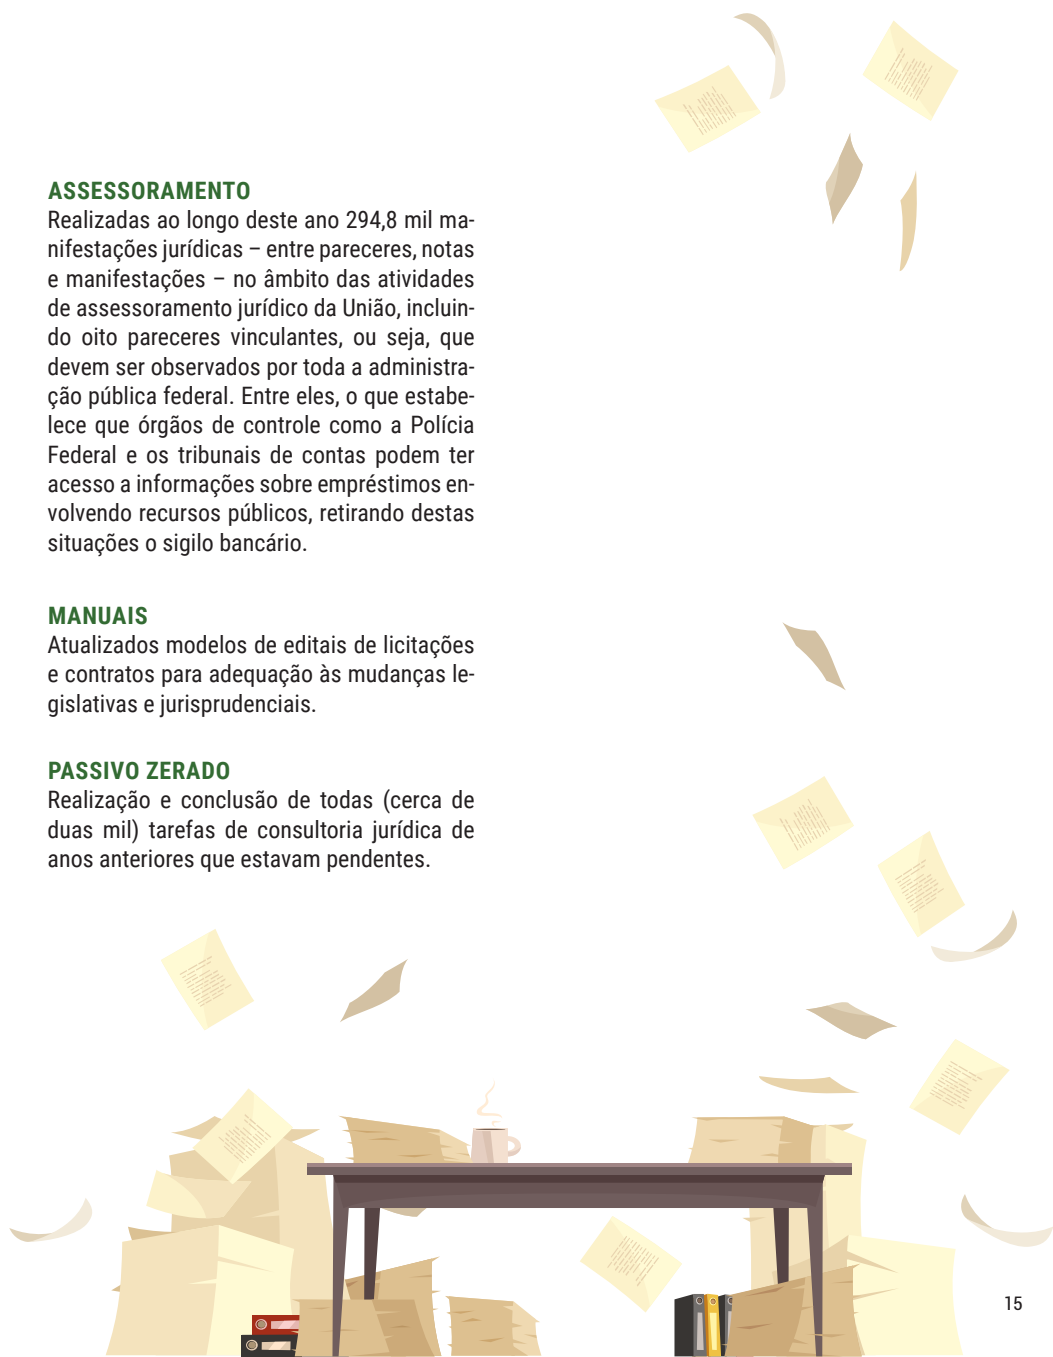 ASSESSORAMENTO
Realizadas ao longo deste ano 294,8 mil ma-
nifestações jurídicas – entre pareceres, notas
e manifestações – no âmbito das atividades
de assessoramento jurídico da União, incluin-
do oito pareceres vinculantes, ou seja, que
devem ser observados por toda a administra-
ção pública federal. Entre eles, o que estabe-
lece que órgãos de controle como a Polícia
Federal e os tribunais de contas podem ter
acesso a informações sobre empréstimos en-
volvendo recursos públicos, retirando destas
situações o sigilo bancário.
MANUAIS
Atualizados modelos de editais de licitações
e contratos para adequação às mudanças le-
gislativas e jurisprudenciais.
PASSIVO ZERADO
Realização e conclusão de todas (cerca de
duas mil) tarefas de consultoria jurídica de
anos anteriores que estavam pendentes.
15